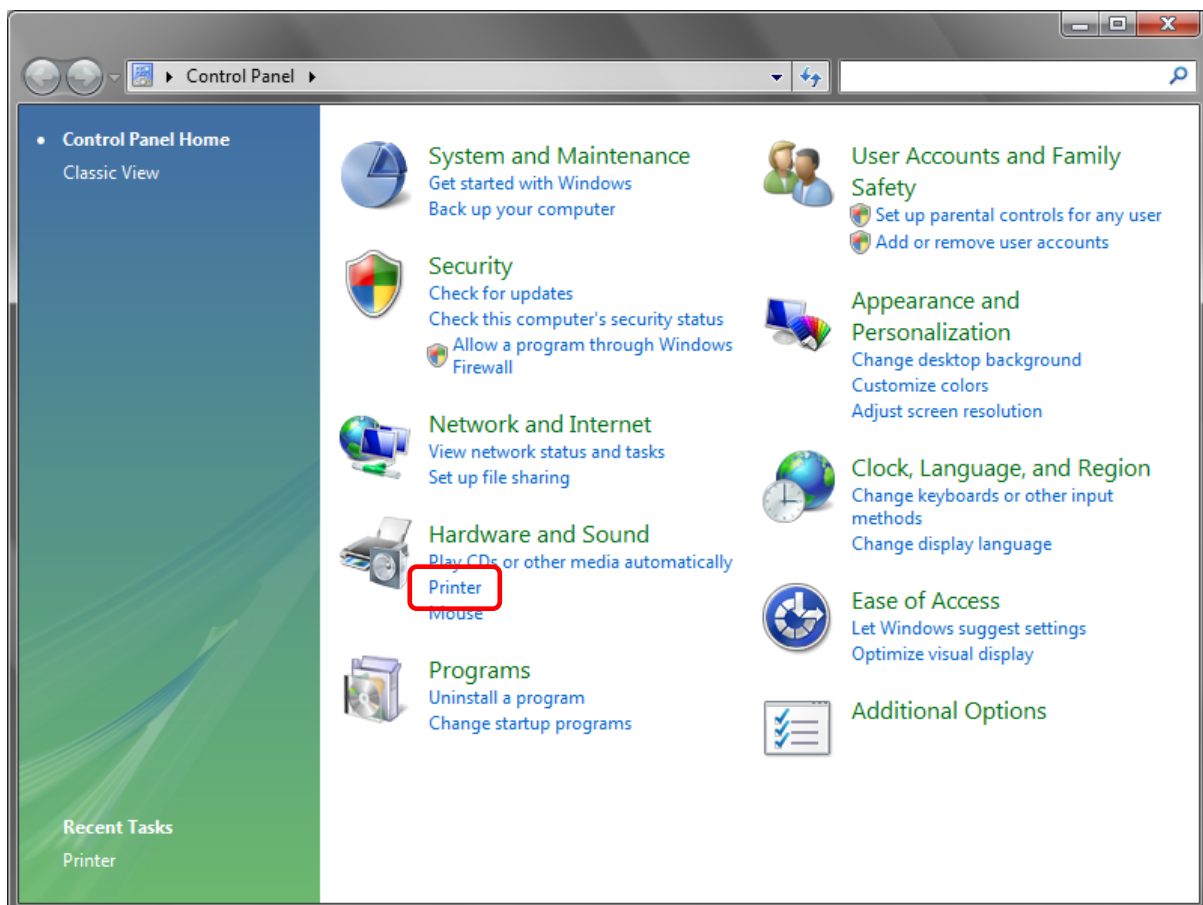 Control Panel
Control Panel Home
Classic View
System and Maintenance
Get started with Windows
Back up your computer
Security
Check for updates
Check this computer's security status
Allow a program through Windows
Firewall
Network and Internet
View network status and tasks
Set up file sharing
Hardware and Sound
Play CDs or other media automatically
Printer
Mouse
Programs
Uninstall a program
Change startup programs
User Accounts and Family
Safety
Set up parental controls for any user
Add or remove user accounts
Appearance and
Personalization
Change desktop background
Customize colors
Adjust screen resolution
Clock, Language, and Region
Change keyboards or other input
methods
Change display language
Ease of Access
Let Windows suggest settings
Optimize visual display
Additional Options
Recent Tasks
Printer